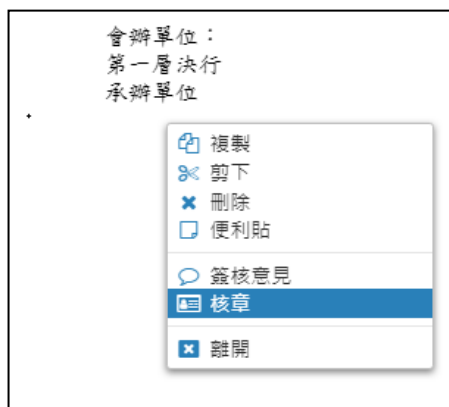 會辦單位：
第一層決行
承辦單位
複製
剪下
刪除
便利貼
簽核意見
核章
離開